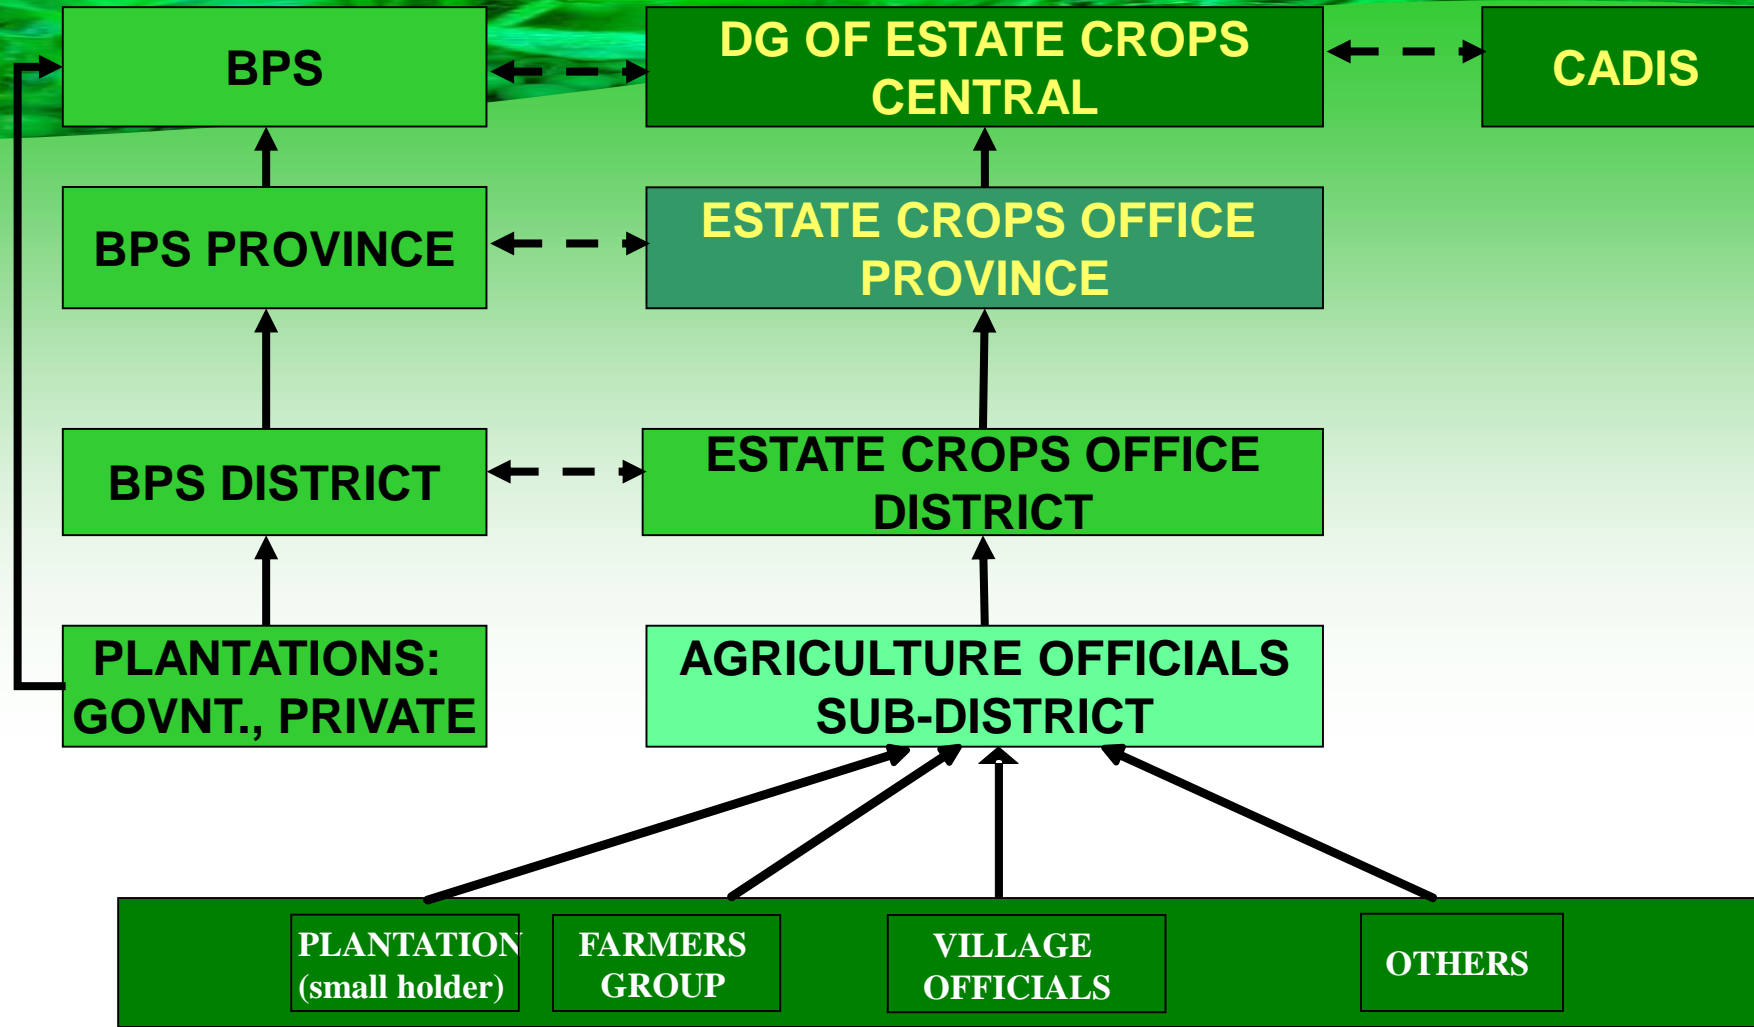 BPS
DG OF ESTATE CROPS
CENTRAL
CADIS
BPS PROVINCE
ESTATE CROPS OFFICE
PROVINCE
BPS DISTRICT
ESTATE CROPS OFFICE
DISTRICT
PLANTATIONS:
GOVNT., PRIVATE
AGRICULTURE OFFICIALS
SUB-DISTRICT
PLANTATION
(small holder)
FARMERS
GROUP
VILLAGE
OFFICIALS
OTHERS